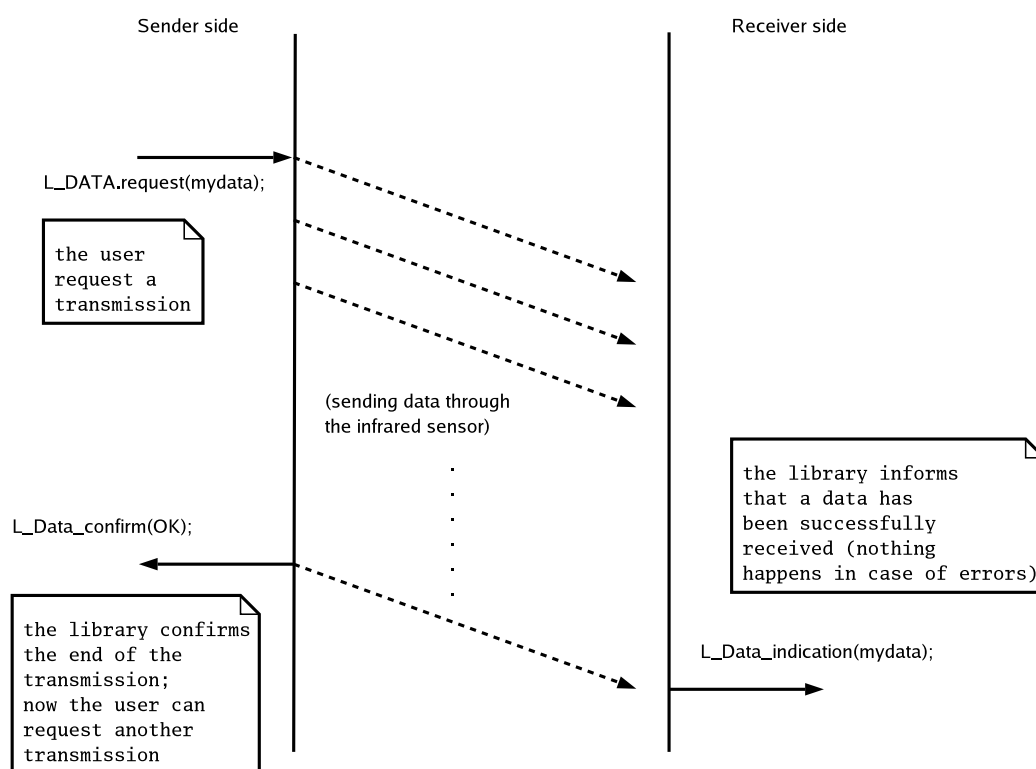 Sender side
Receiver side
L_DATA.request(mydata);
the user
request a
transmission
(sending data through
the infrared sensor)
the library informs
that a data has
been successfully
received (nothing
happens in case of errors)
L_Data_confirm(OK);
the library confirms
the end of the
transmission;
now the user can
request another
transmission
L_Data_indication(mydata);